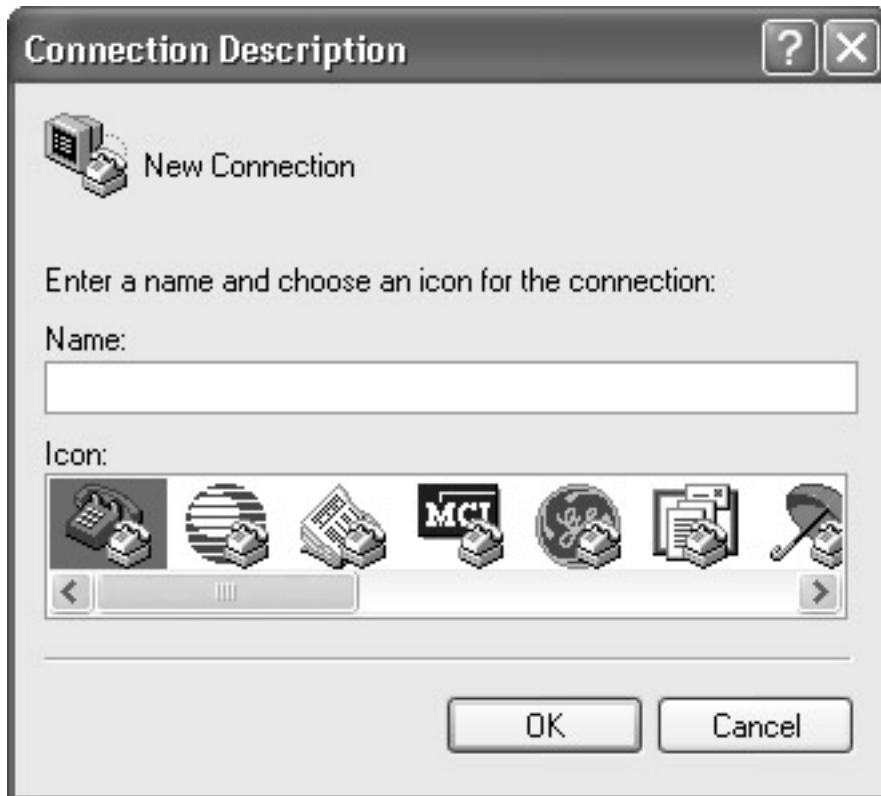 Connection Description
New Connection
Enter a name and choose an icon for the connection:
Name:
Icon:
MCI
OK
Cancel